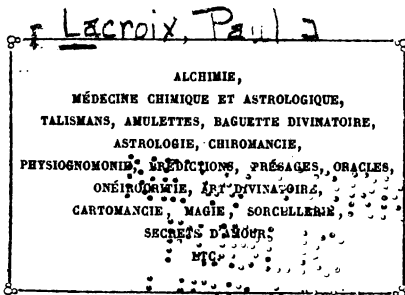 Lacroix, Paul
ALCHIMIE,
MÉDECINE CHIMIQUE ET ASTROLOGIQUE,
TALISMANS, AMULETTES, BAGUETTE DIVINATOIRE,
ASTROLOGIE, CHIROMANCIE,
PHYSIOGNOMONIE, PRÉDICTIONS, PRÉSAGES, ORACLES,
ONÉIROCRITIE, ART DIVINATOIRE,
CARTOMANCIE, MAGIE, SORCELLERIE,
SECRETS D'AMOUR,
ETC.